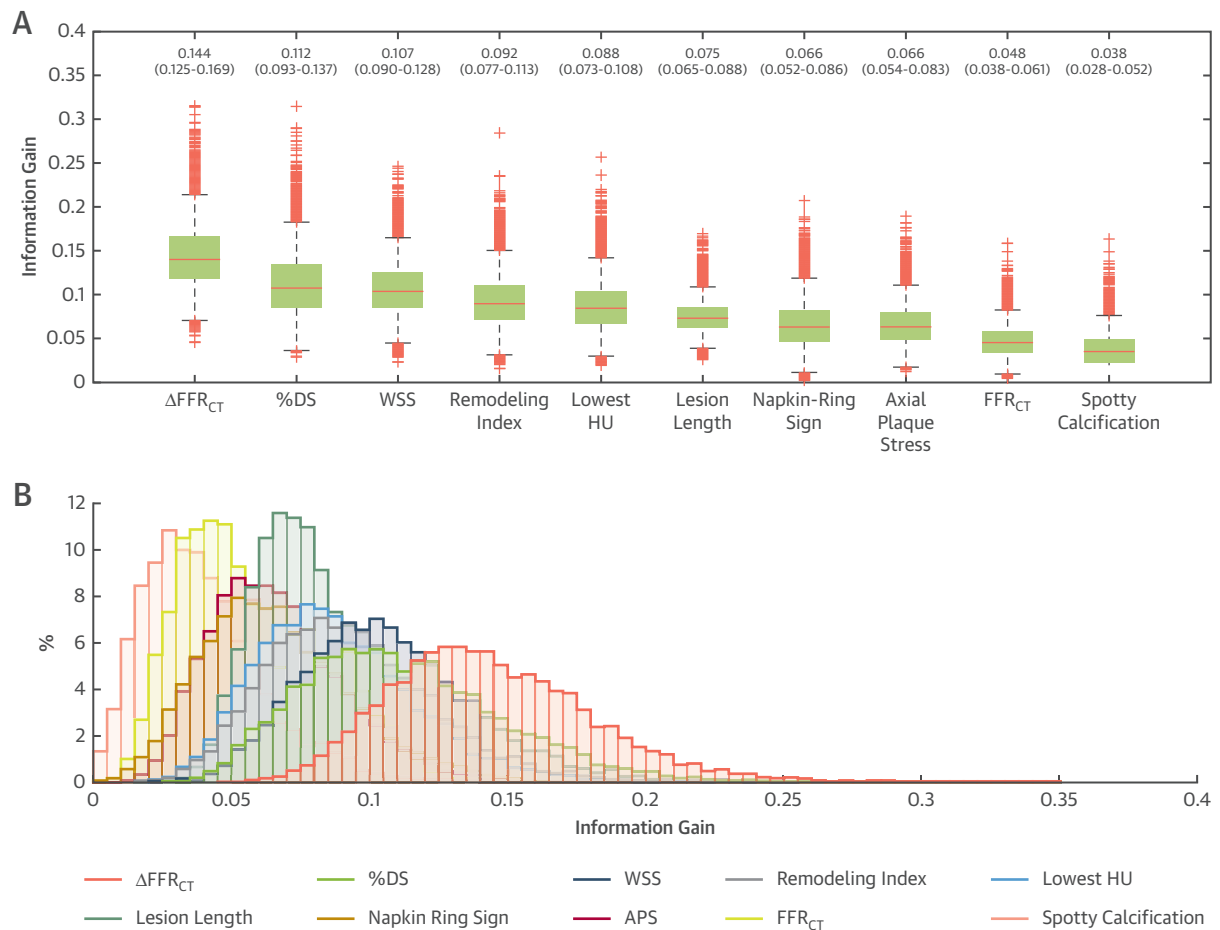 A
0.4
0.35
0.3
0.25
0.2
0.15
0.1
0.05
0
Information Gain
0.144 0.112 0.107 0.092 0.088 0.075 0.066 0.066 0.048 0.038
(0.125-0.169) (0.093-0.137) (0.090-0.128) (0.077-0.113) (0.073-0.108) (0.065-0.088) (0.052-0.086) (0.054-0.083) (0.038-0.061) (0.028-0.052)
ΔFFRCT %DS WSS Remodeling Lowest Lesion Napkin-Ring Axial FFRCT Spotty
Index HU Length Sign Plaque Calcification
Stress
B
12
10
8
6
4
2
0
%
0 0.05 0.1 0.15 0.2 0.25 0.3 0.35 0.4
Information Gain
ΔFFRCT %DS WSS Remodeling Index Lowest HU
Lesion Length Napkin Ring Sign APS FFRCT Spotty Calcification